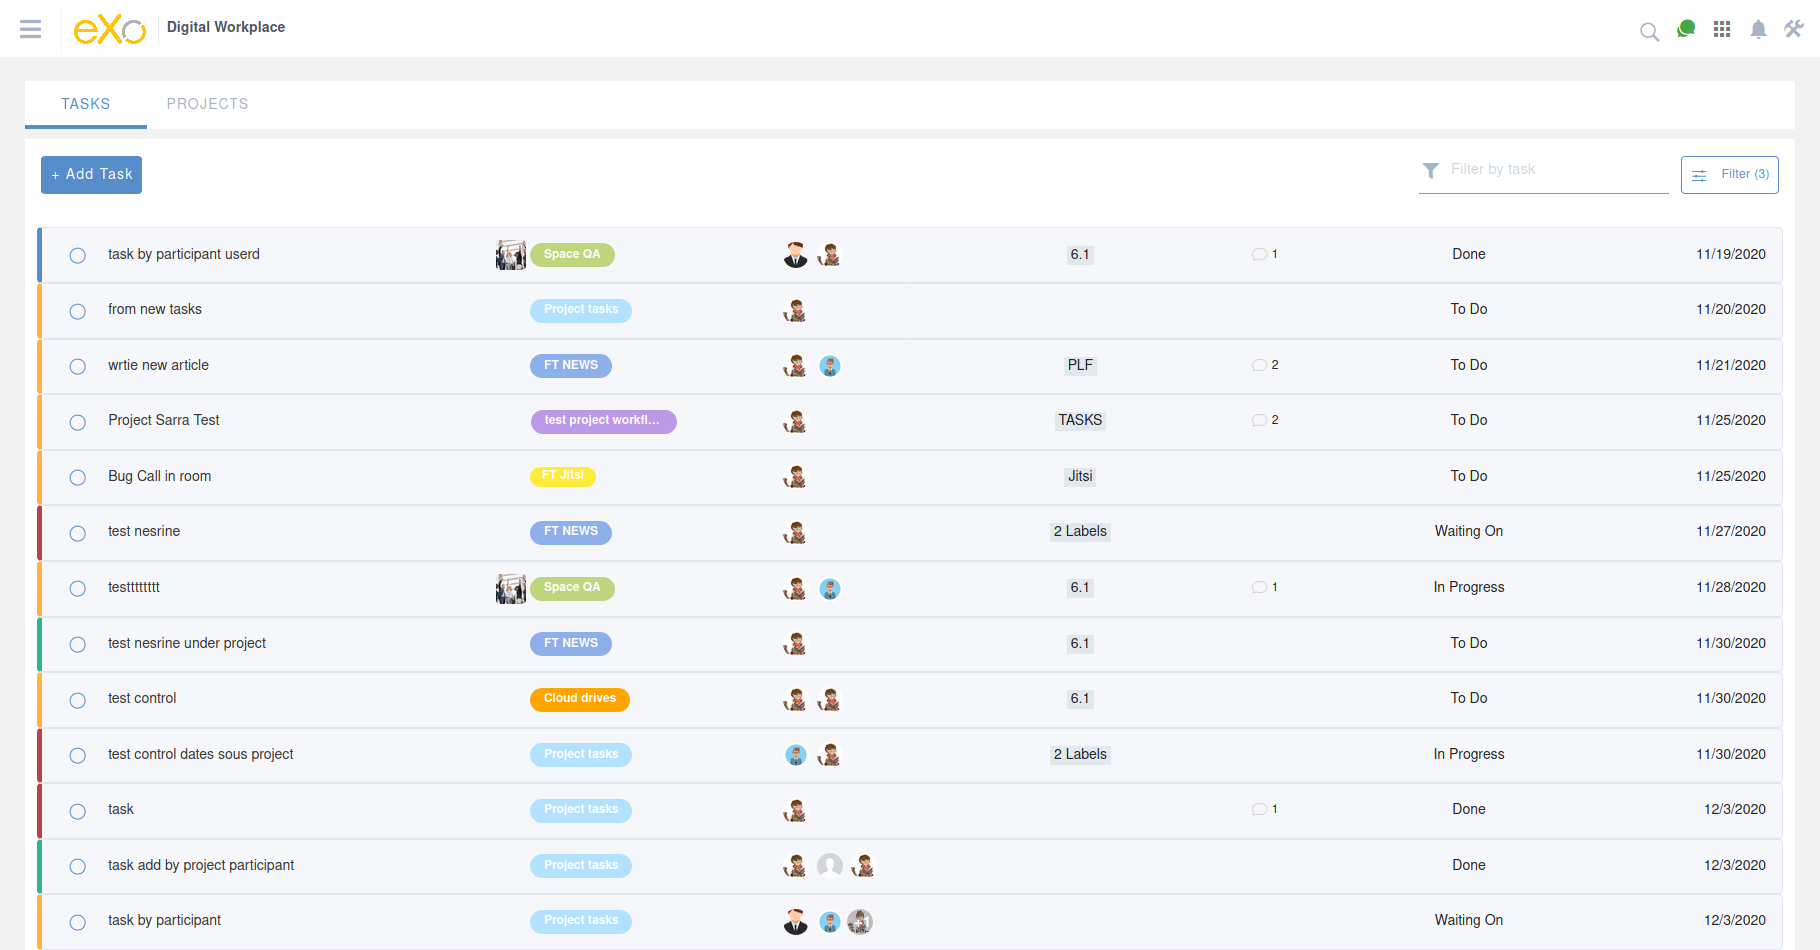 eXo Digital Workplace
TASKS PROJECTS
+ Add Task Filter by task Filter (3)
task by participant userd Space QA 6.1 1 Done 11/19/2020
from new tasks Project tasks To Do 11/20/2020
wrtie new article FT NEWS PLF 2 To Do 11/21/2020
Project Sarra Test test project workfl... TASKS 2 To Do 11/25/2020
Bug Call in room FT Jitsi Jitsi To Do 11/25/2020
test nesrine FT NEWS 2 Labels Waiting On 11/27/2020
testttttttt Space QA 6.1 1 In Progress 11/28/2020
test nesrine under project FT NEWS 6.1 To Do 11/30/2020
test control Cloud drives 6.1 To Do 11/30/2020
test control dates sous project Project tasks 2 Labels In Progress 11/30/2020
task Project tasks 1 Done 12/3/2020
task add by project participant Project tasks Done 12/3/2020
task by participant Project tasks Waiting On 12/3/2020